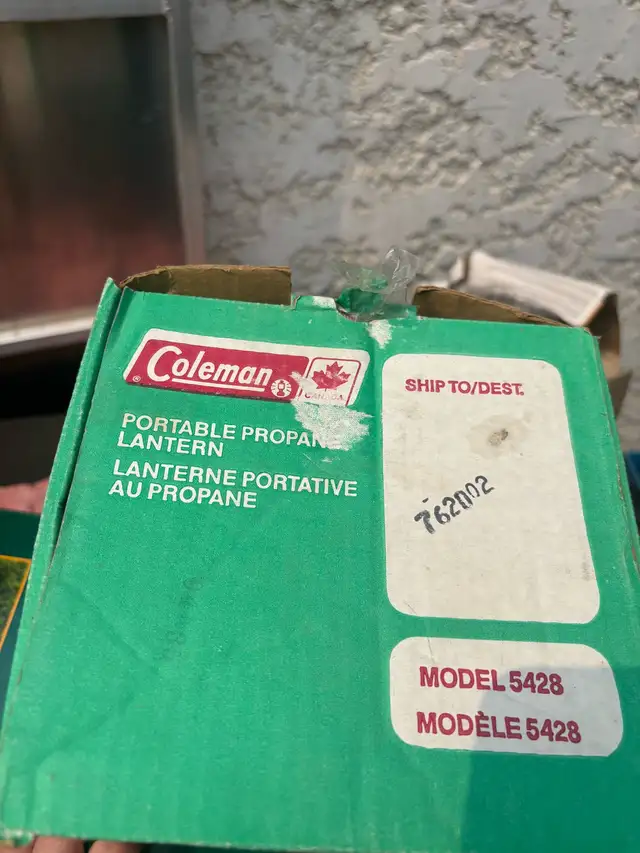 Coleman
CANADA
PORTABLE PROPANE
LANTERN
LANTERNE PORTATIVE
AU PROPANE
SHIP TO/DEST.
762002
MODEL 5428
MODÈLE 5428